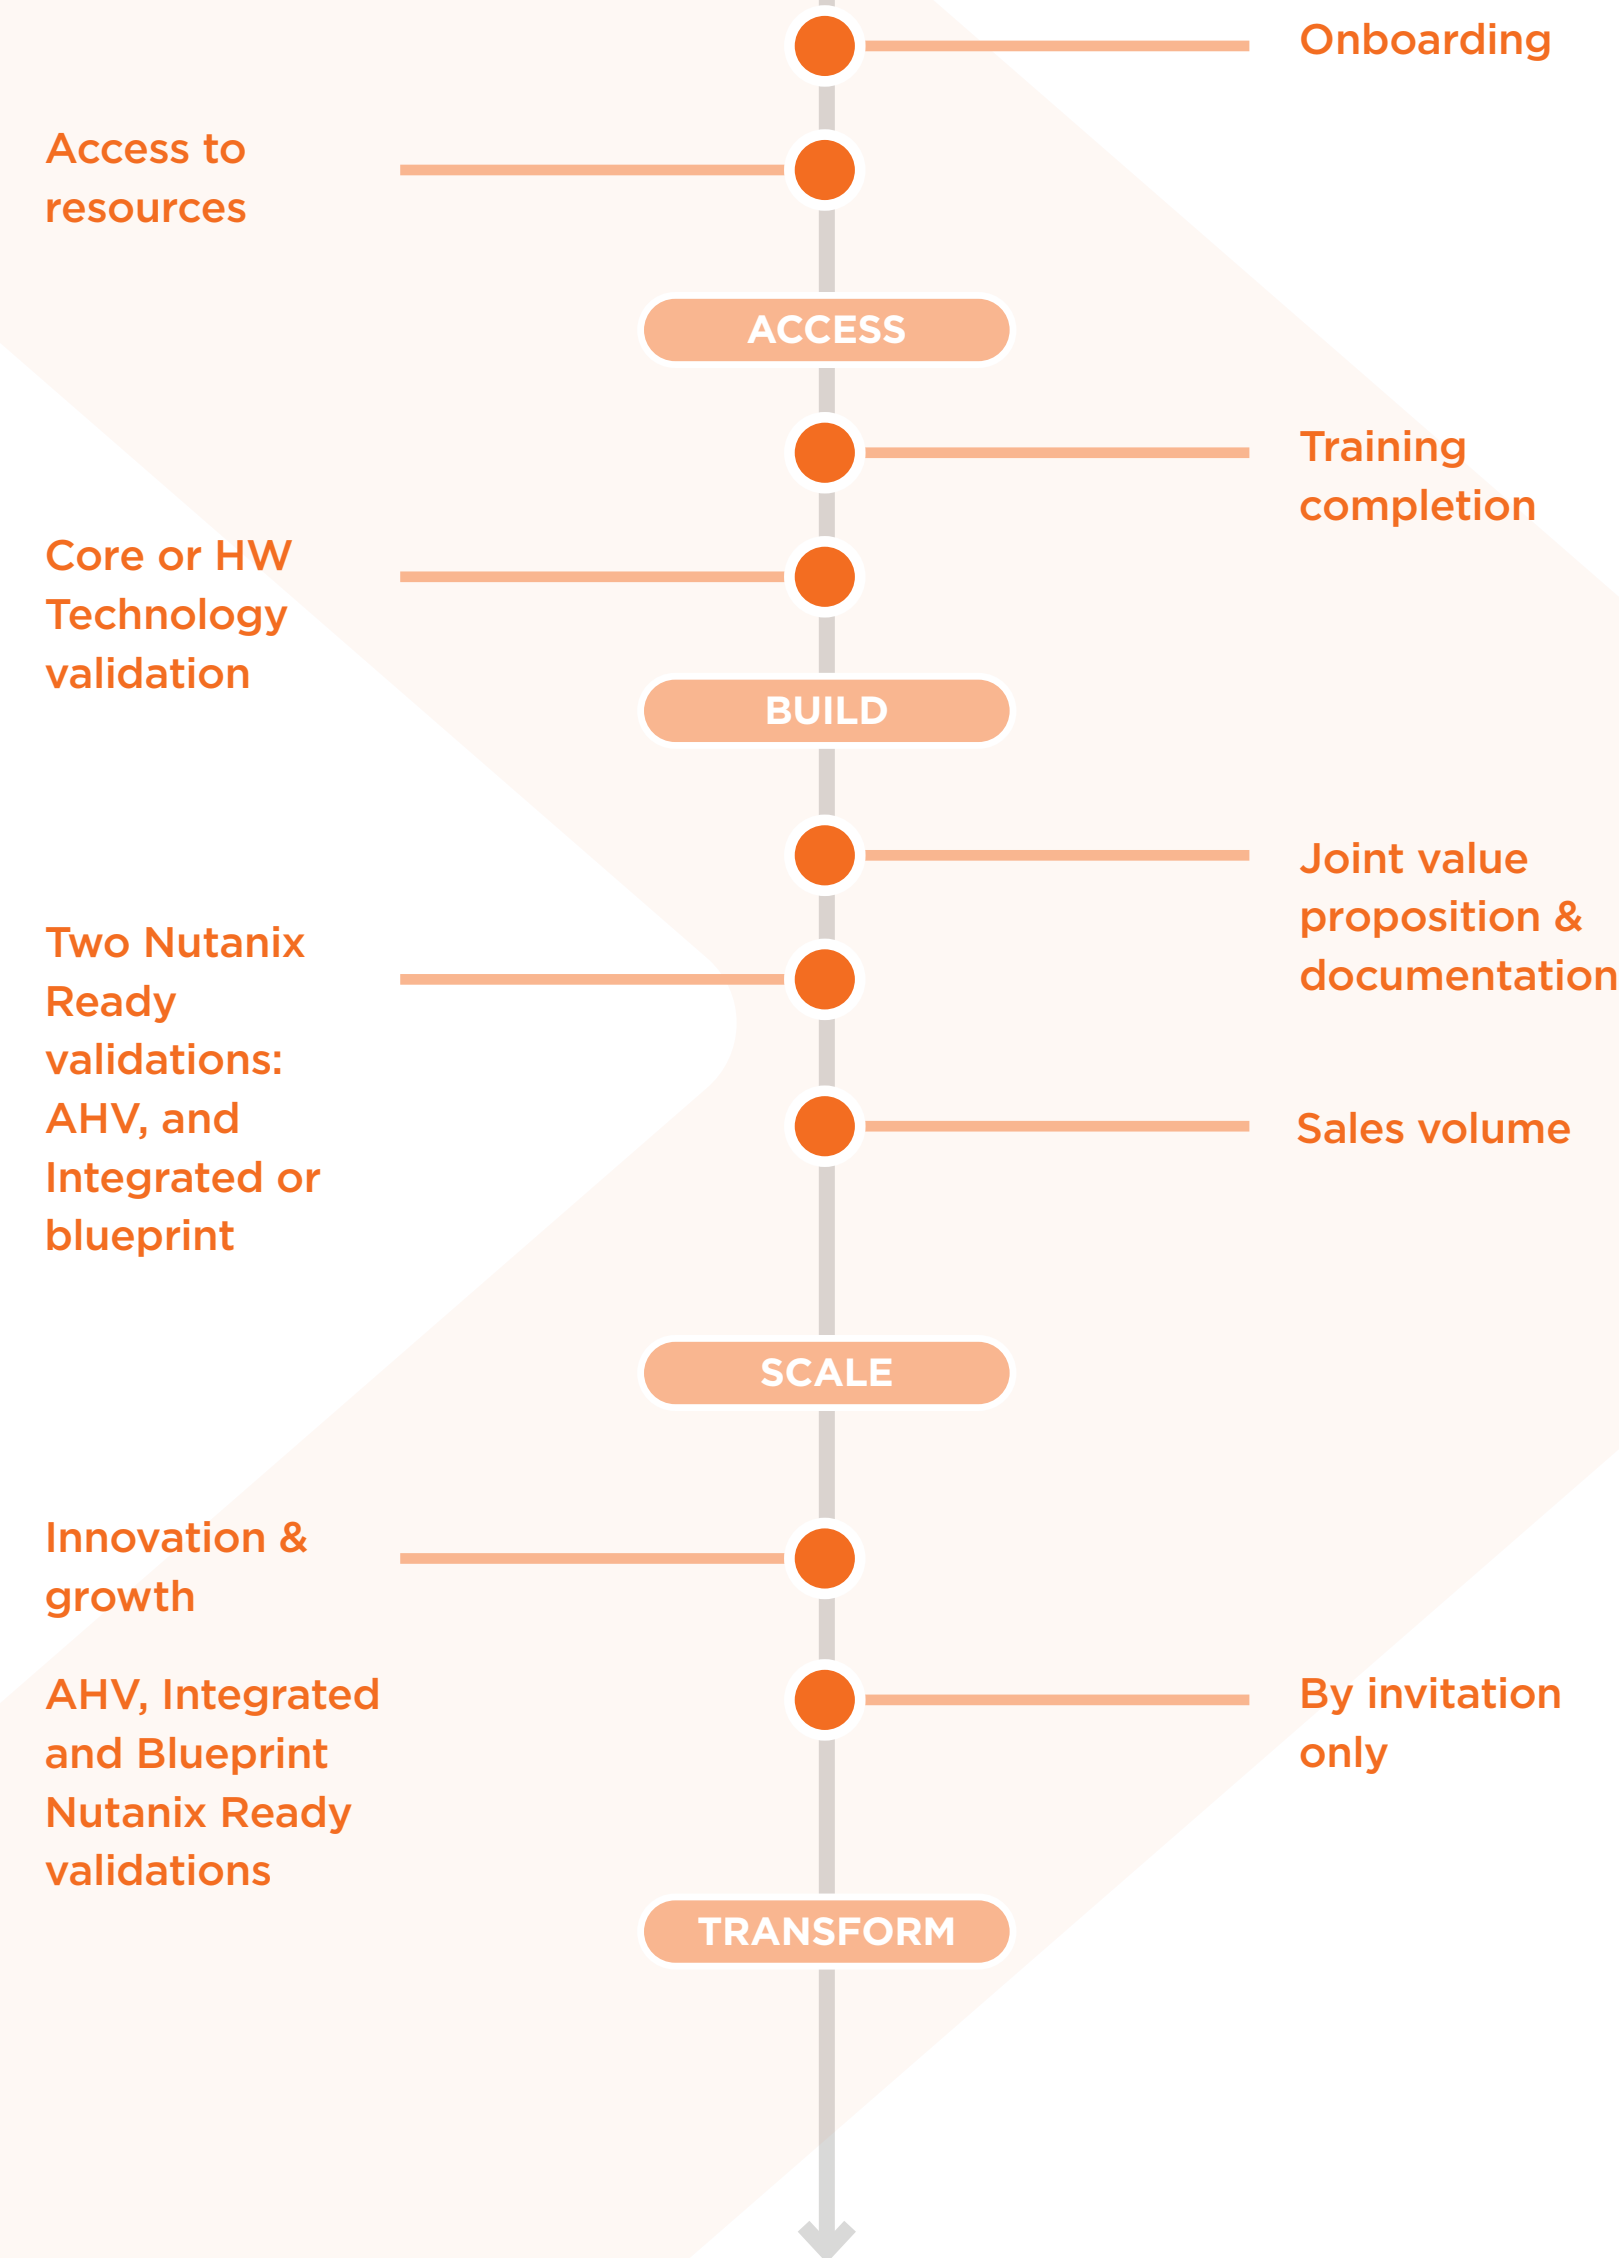 Onboarding
Access to
resources
ACCESS
Training
completion
Core or HW
Technology
validation
BUILD
Joint value
proposition &
documentation
Two Nutanix
Ready
validations:
AHV, and
Integrated or
blueprint
Sales volume
SCALE
Innovation &
growth
AHV, Integrated
and Blueprint
Nutanix Ready
validations
By invitation
only
TRANSFORM